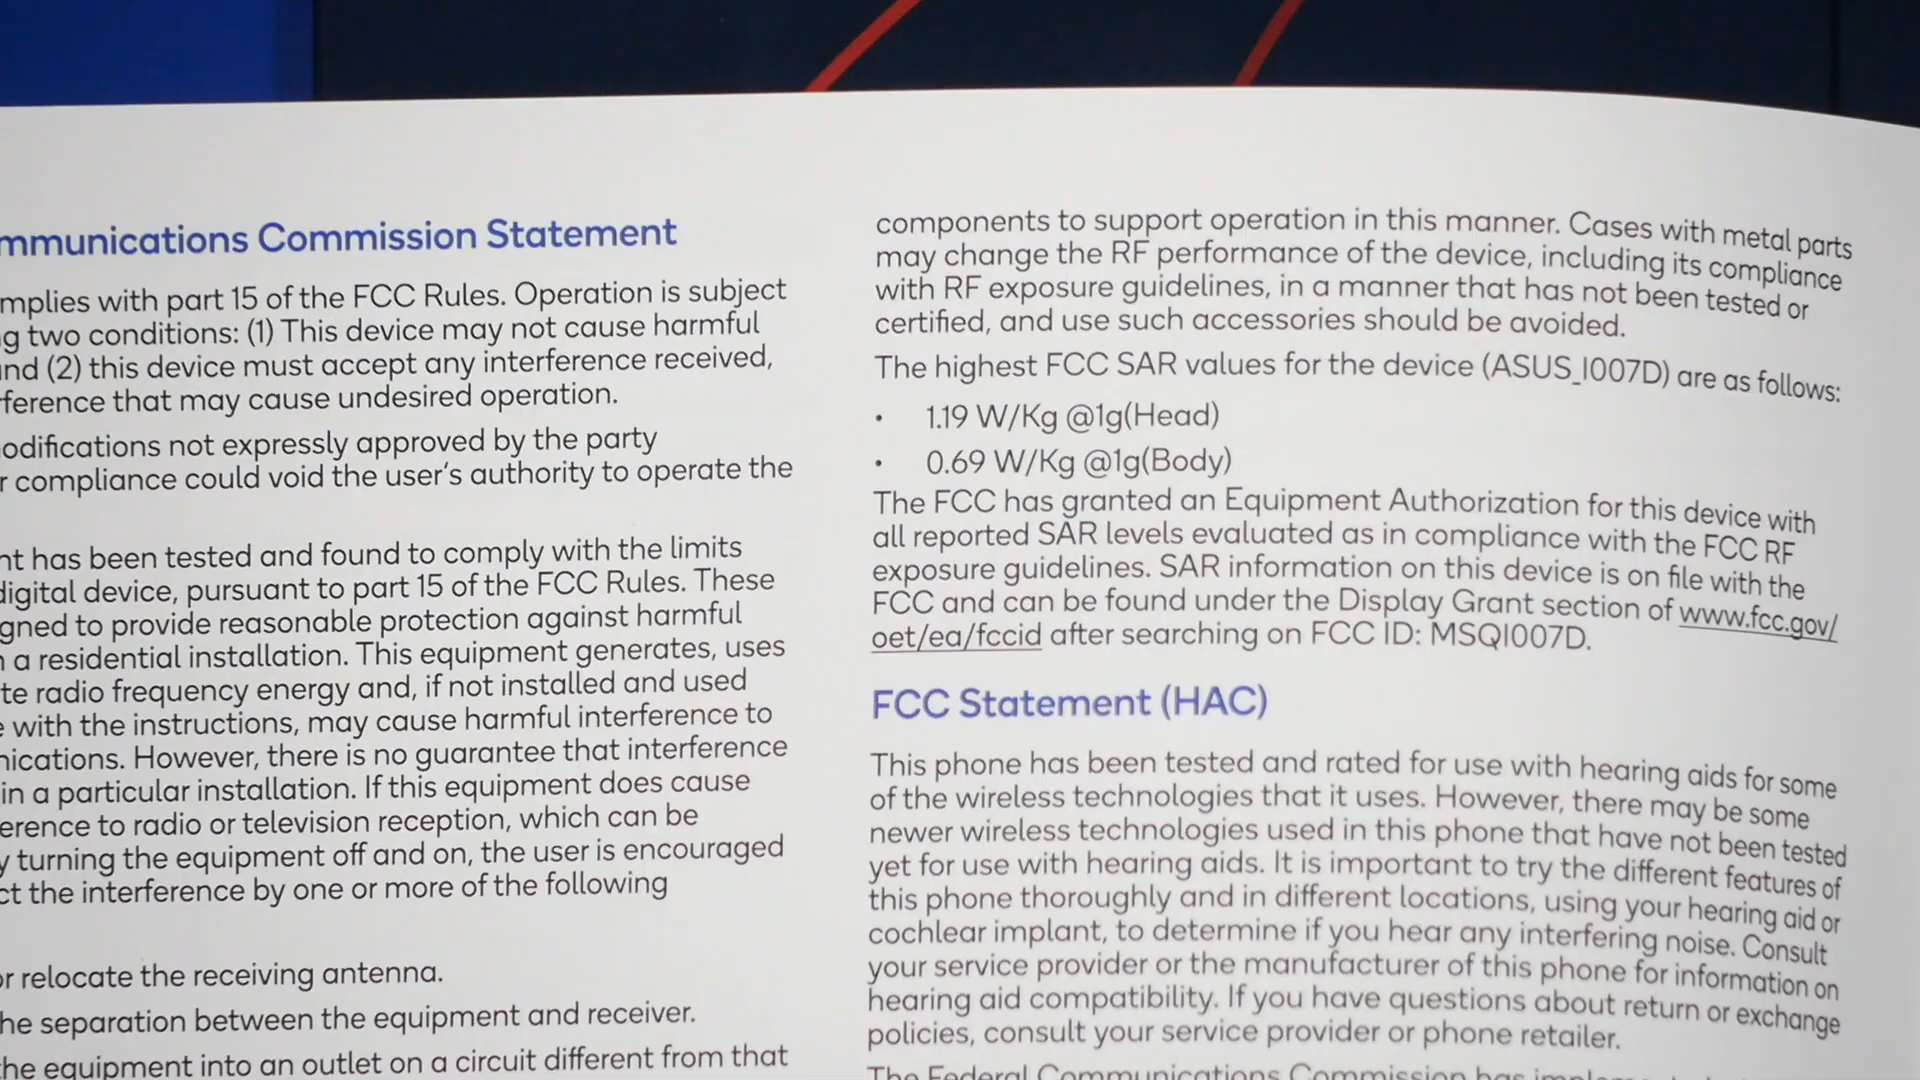 mmunications Commission Statement
mplies with part 15 of the FCC Rules. Operation is subject
g two conditions: (1) This device may not cause harmful
nd (2) this device must accept any interference received,
ference that may cause undesired operation.
odifications not expressly approved by the party
r compliance could void the user's authority to operate the
nt has been tested and found to comply with the limits
digital device, pursuant to part 15 of the FCC Rules. These
gned to provide reasonable protection against harmful
a residential installation. This equipment generates, uses
te radio frequency energy and, if not installed and used
e with the instructions, may cause harmful interference to
nications. However, there is no guarantee that interference
in a particular installation. If this equipment does cause
erence to radio or television reception, which can be
y turning the equipment off and on, the user is encouraged
ct the interference by one or more of the following
or relocate the receiving antenna.
he separation between the equipment and receiver.
he equipment into an outlet on a circuit different from that
components to support operation in this manner. Cases with metal parts
may change the RF performance of the device, including its compliance
with RF exposure guidelines, in a manner that has not been tested or
certified, and use such accessories should be avoided.
The highest FCC SAR values for the device (ASUS_I007D) are as follows:
• 1.19 W/Kg @1g(Head)
• 0.69 W/Kg @1g(Body)
The FCC has granted an Equipment Authorization for this device with
all reported SAR levels evaluated as in compliance with the FCC RF
exposure guidelines. SAR information on this device is on file with the
FCC and can be found under the Display Grant section of www.fcc.gov/
oet/ea/fccid after searching on FCC ID: MSQI007D.
FCC Statement (HAC)
This phone has been tested and rated for use with hearing aids for some
of the wireless technologies that it uses. However, there may be some
newer wireless technologies used in this phone that have not been tested
yet for use with hearing aids. It is important to try the different features of
this phone thoroughly and in different locations, using your hearing aid or
cochlear implant, to determine if you hear any interfering noise. Consult
your service provider or the manufacturer of this phone for information on
hearing aid compatibility. If you have questions about return or exchange
policies, consult your service provider or phone retailer.
The Federal Communications Commission has